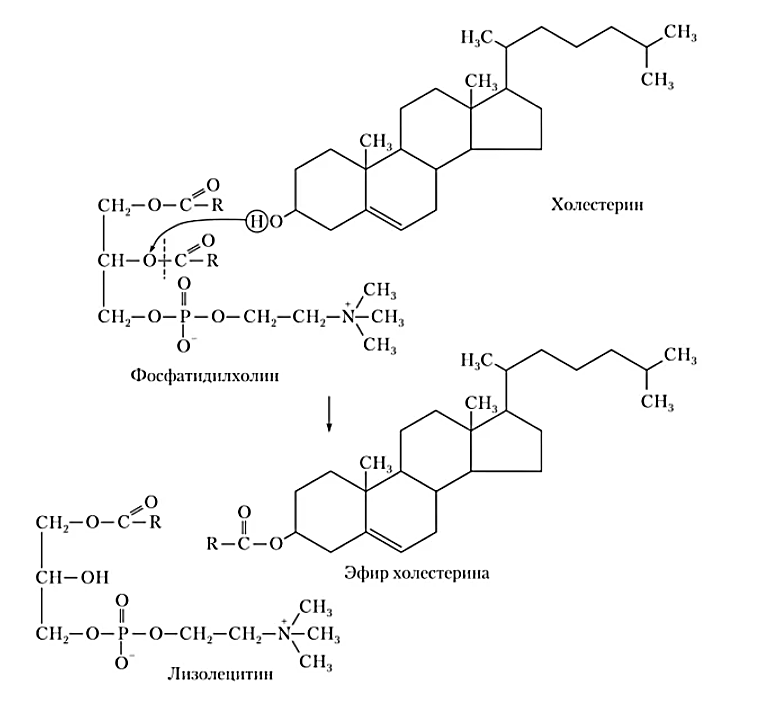 H₃C CH₃
CH₃
CH₃
CH₃
Холестерин
CH₂—O—C—R
O
HO
CH—O—C—R
O
O
CH₂—O—P—O—CH₂—CH₂—N⁺—CH₃
CH₃
CH₃
O⁻
Фосфатидилхолин
H₃C CH₃
CH₃
CH₃
CH₃
O
R—C—O
Эфир холестерина
O
CH₂—O—C—R
CH—OH
O
CH₂—O—P—O—CH₂—CH₂—N⁺—CH₃
CH₃
CH₃
O⁻
Лизолецитин